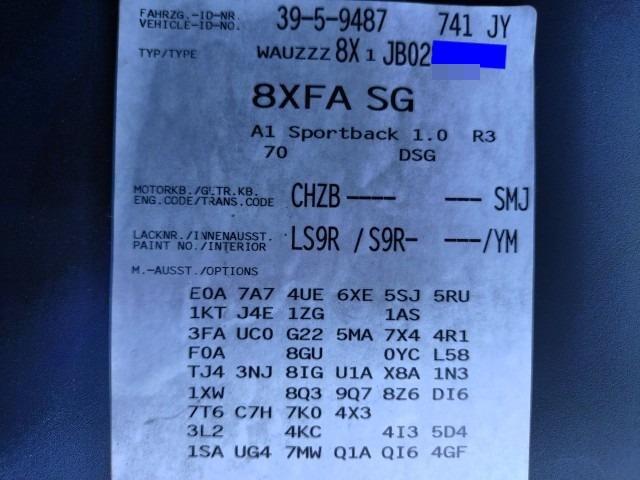 FAHRZG.-ID-NR. 39-5-9487 741 JY
VEHICLE-ID-NO.
TYP/TYPE WAUZZZ 8X 1 JB02
8XFA SG
A1 Sportback 1.0 R3
70 DSG
MOTORKB./GETR.KB.
ENG.CODE/TRANS.CODE CHZB ---- --- SMJ
LACKNR./INNENAUSST.
PAINT NO./INTERIOR LS9R /S9R- ---/YM
M.-AUSST./OPTIONS
E0A 7A7 4UE 6XE 5SJ 5RU
1KT J4E 1ZG 1AS
3FA UC0 G22 5MA 7X4 4R1
F0A 8GU 0YC L58
TJ4 3NJ 8IG U1A X8A 1N3
1XW 8Q3 9Q7 8Z6 DI6
7T6 C7H 7K0 4X3
3L2 4KC 4I3 5D4
1SA UG4 7MW Q1A QI6 4GF